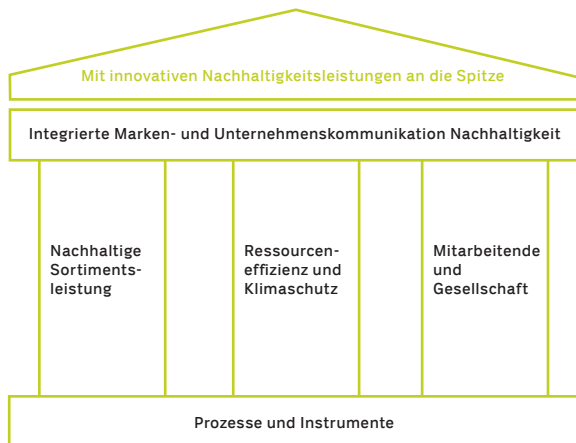 Mit innovativen Nachhaltigkeitsleistungen an die Spitze
Integrierte Marken- und Unternehmenskommunikation Nachhaltigkeit
Nachhaltige
Sortiments-
leistung
Ressourcen-
effizienz und
Klimaschutz
Mitarbeitende
und
Gesellschaft
Prozesse und Instrumente